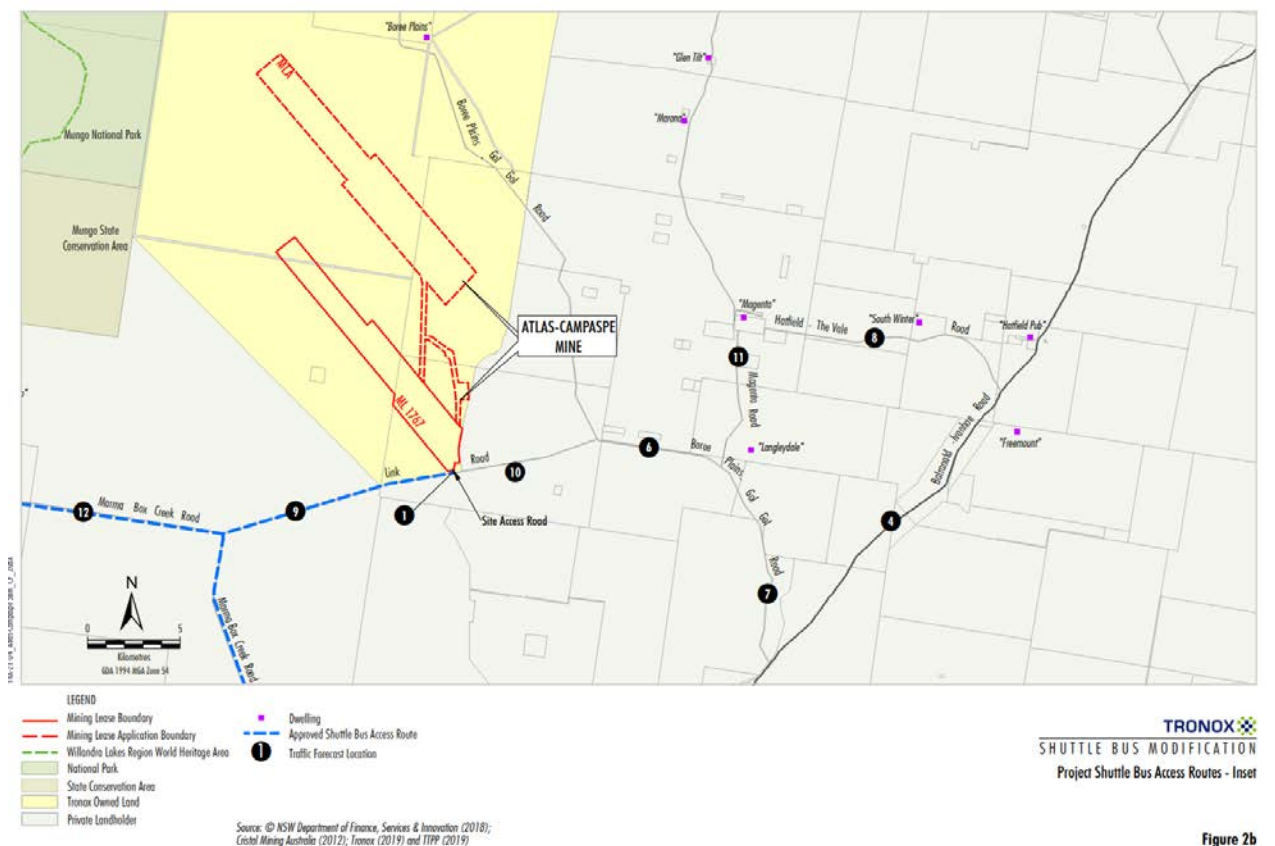 "Boree Plains"
"Glen Tilt"
MLA
"Marona"
Mungo National Park
Boree Plains - Gol Gol Road
Mungo State
Conservation Area
ATLAS-CAMPASPE
MINE
"Magenta"
Hatfield - The Vale Road
8
"South Winter"
"Hatfield Pub"
11
Magenta Road
ML 1767
Balranald - Ivanhoe Road
"Freemount"
6
Boree Plains Gol Gol Road
"Langleydale"
Link Road
10
12
Marma Box Creek Road
9
1
Site Access Road
4
7
Marma Box Creek Road
N
0
5
Kilometres
GDA 1994 MGA Zone 54
LEGEND
Mining Lease Boundary
Mining Lease Application Boundary
Willandra Lakes Region World Heritage Area
National Park
State Conservation Area
Tronox Owned Land
Private Landholder
Dwelling
Approved Shuttle Bus Access Route
1
Traffic Forecast Location
Source: © NSW Department of Finance, Services & Innovation (2018);
Cristal Mining Australia (2012); Tronox (2019) and TTPP (2019)
TRONOX
SHUTTLE BUS MODIFICATION
Project Shuttle Bus Access Routes - Inset
Figure 2b